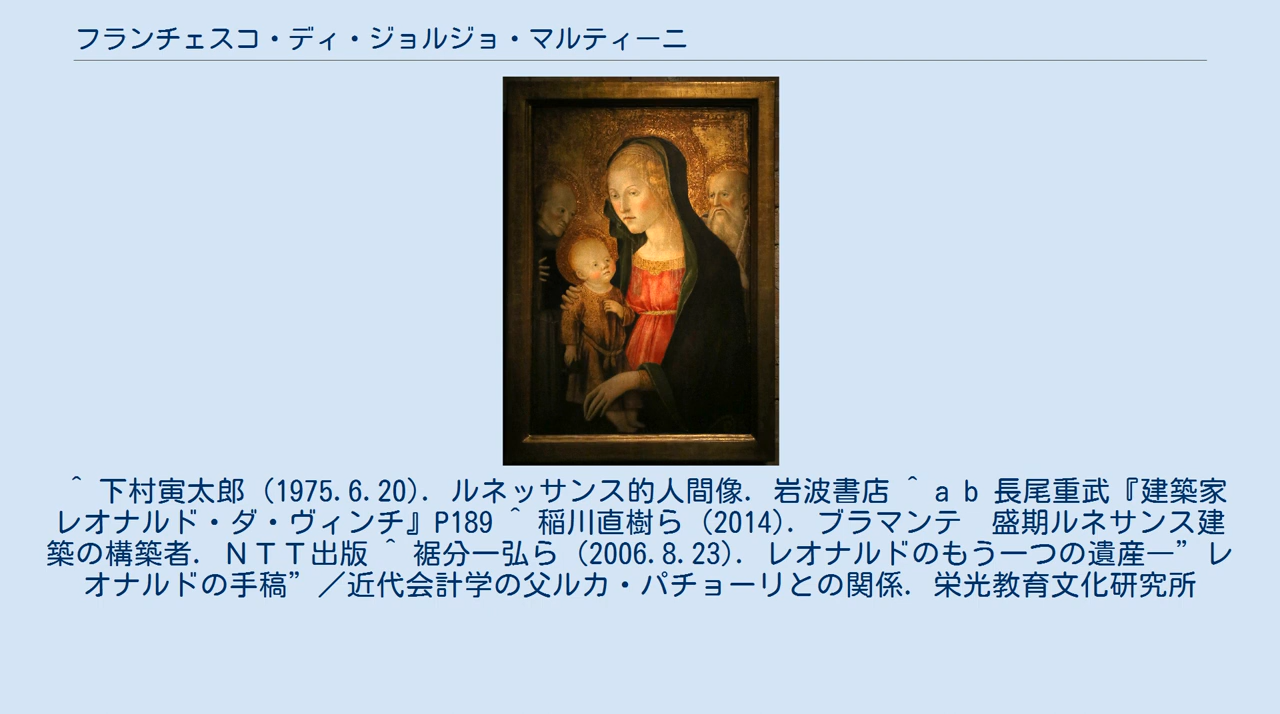 フランチェスコ・ディ・ジョルジョ・マルティーニ
^ 下村寅太郎（1975.6.20）．ルネッサンス的人間像．岩波書店 ^ a b 長尾重武『建築家
レオナルド・ダ・ヴィンチ』P189 ^ 稲川直樹ら（2014）．ブラマンテ　盛期ルネサンス建
築の構築者．ＮＴＴ出版 ^ 裾分一弘ら（2006.8.23）．レオナルドのもう一つの遺産―”レ
オナルドの手稿”／近代会計学の父ルカ・パチョーリとの関係．栄光教育文化研究所